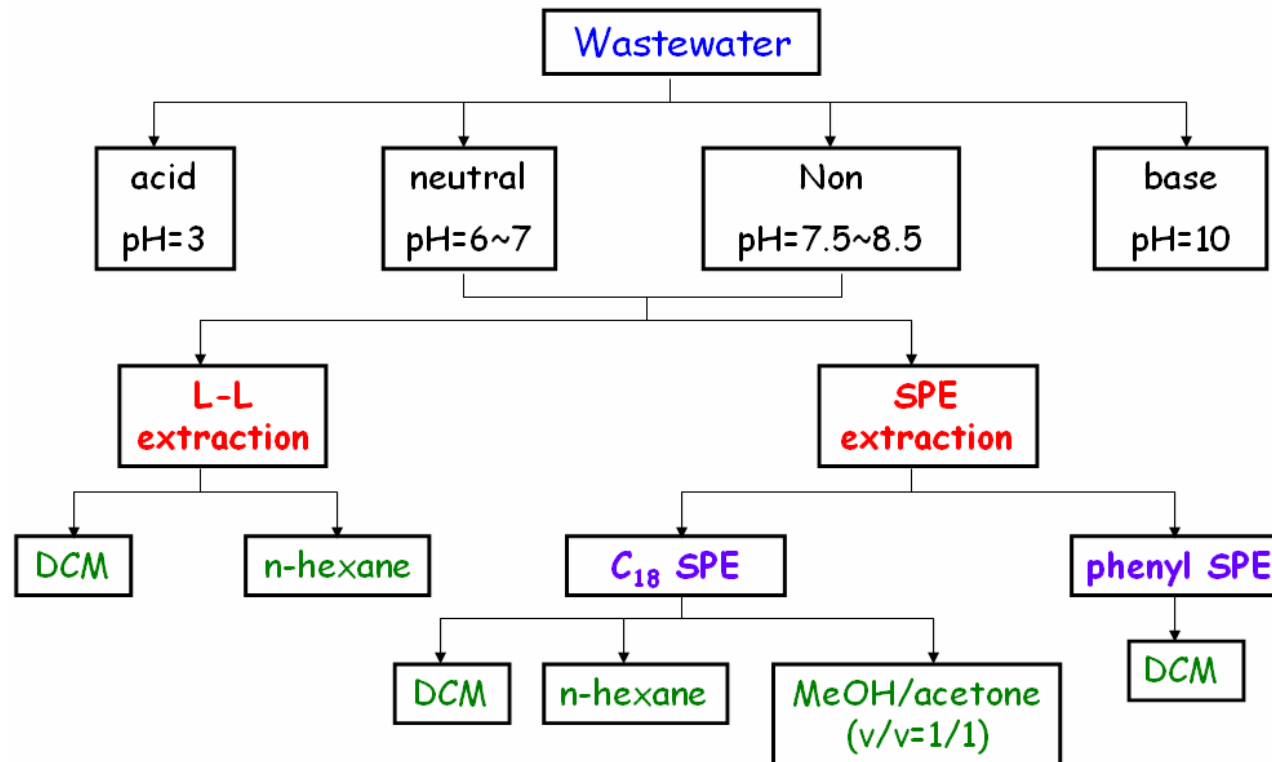 Wastewater
acid
pH=3
neutral
pH=6~7
Non
pH=7.5~8.5
base
pH=10
L-L
extraction
SPE
extraction
DCM
n-hexane
C₁₈ SPE
phenyl SPE
DCM
n-hexane
MeOH/acetone
(v/v=1/1)
DCM